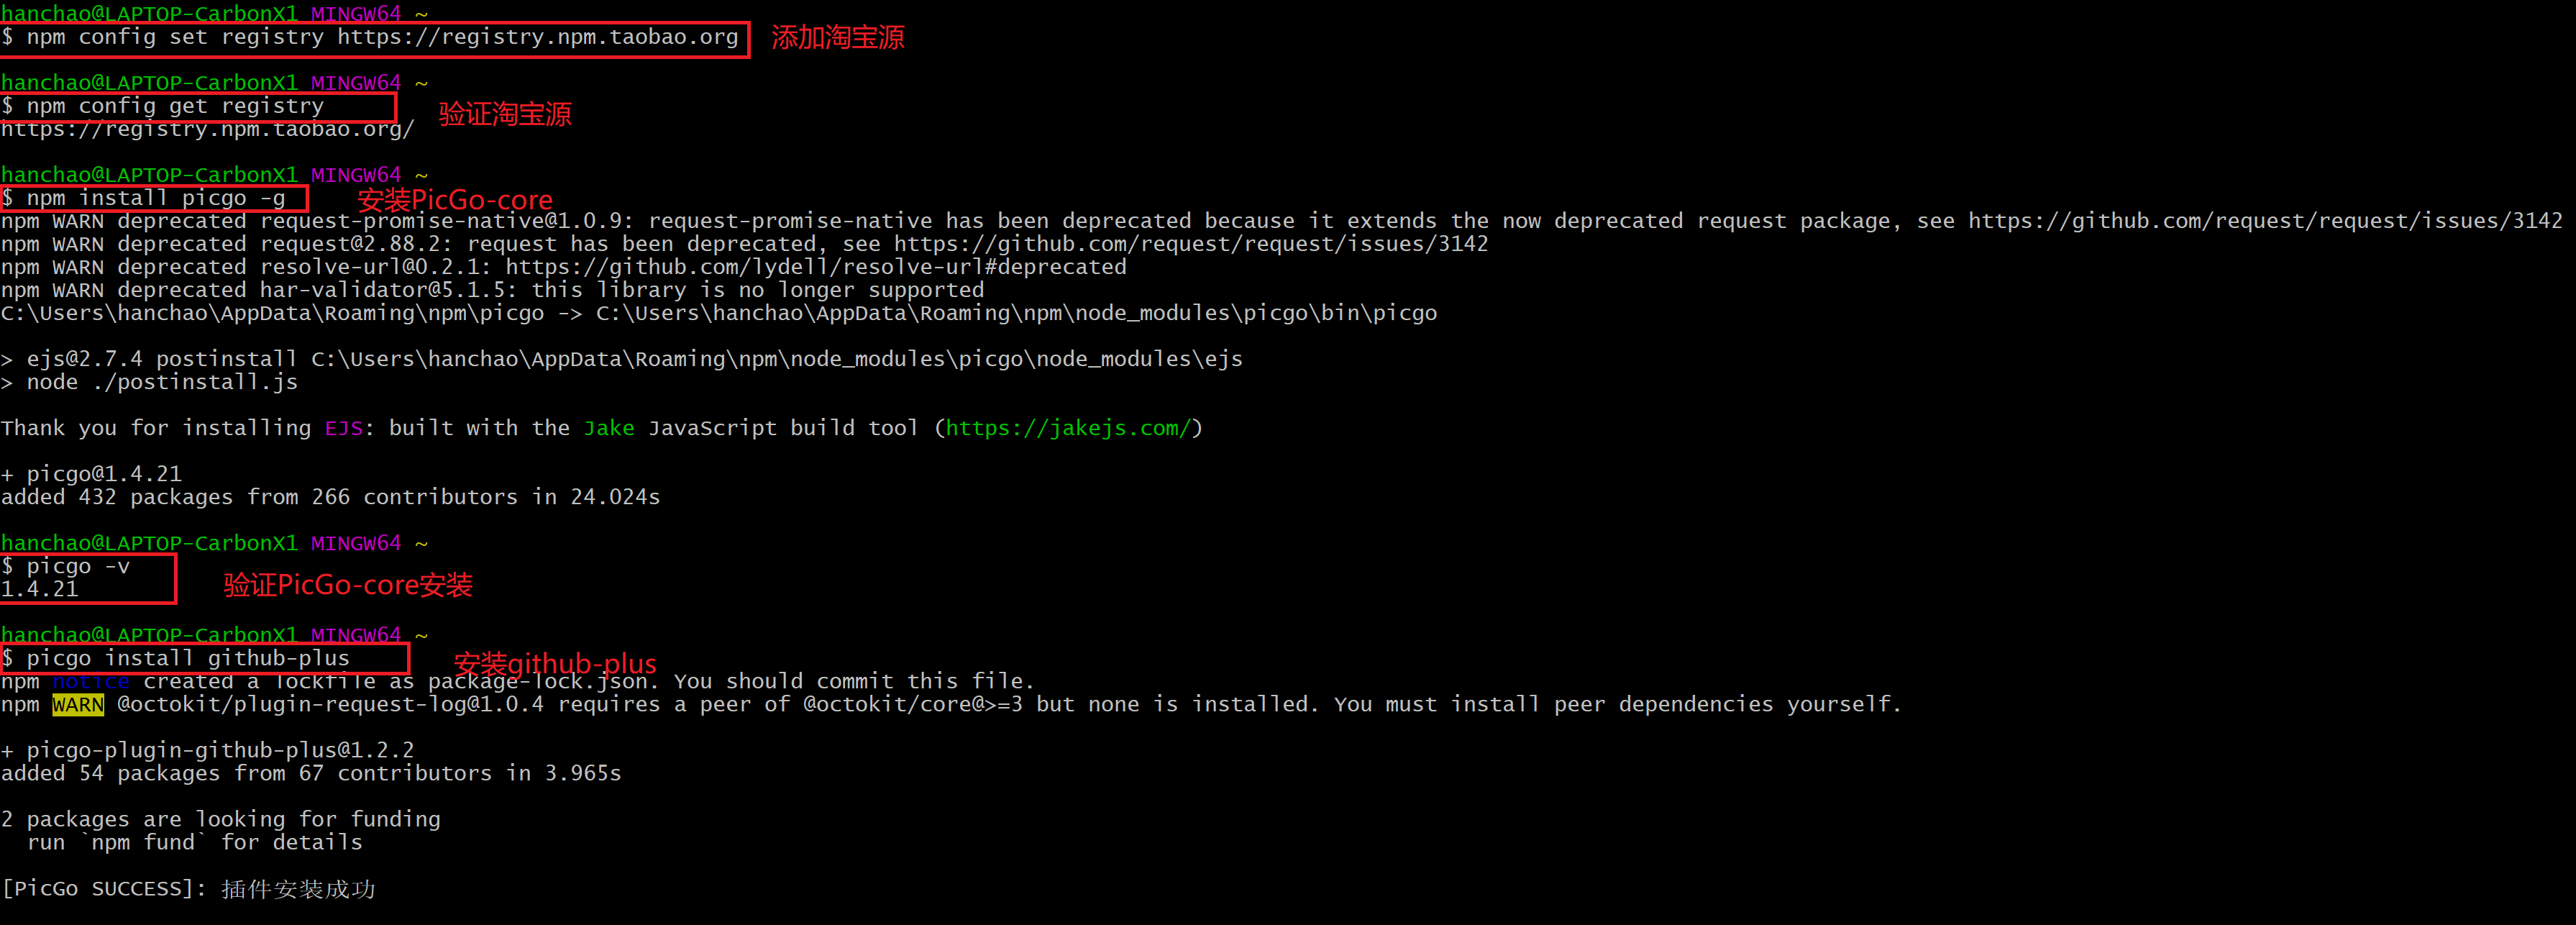 hanchao@LAPTOP-CarbonX1 MINGW64 ~
$ npm config set registry https://registry.npm.taobao.org 添加淘宝源
hanchao@LAPTOP-CarbonX1 MINGW64 ~
$ npm config get registry 验证淘宝源
https://registry.npm.taobao.org/
hanchao@LAPTOP-CarbonX1 MINGW64 ~
$ npm install picgo -g 安装PicGo-core
npm WARN deprecated request-promise-native@1.0.9: request-promise-native has been deprecated because it extends the now deprecated request package, see https://github.com/request/request/issues/3142
npm WARN deprecated request@2.88.2: request has been deprecated, see https://github.com/request/request/issues/3142
npm WARN deprecated resolve-url@0.2.1: https://github.com/lydell/resolve-url#deprecated
npm WARN deprecated har-validator@5.1.5: this library is no longer supported
C:\Users\hanchao\AppData\Roaming\npm\picgo -> C:\Users\hanchao\AppData\Roaming\npm\node_modules\picgo\bin\picgo
> ejs@2.7.4 postinstall C:\Users\hanchao\AppData\Roaming\npm\node_modules\picgo\node_modules\ejs
> node ./postinstall.js
Thank you for installing EJS: built with the Jake JavaScript build tool (https://jakejs.com/)
+ picgo@1.4.21
added 432 packages from 266 contributors in 24.024s
hanchao@LAPTOP-CarbonX1 MINGW64 ~
$ picgo -v
1.4.21 验证PicGo-core安装
hanchao@LAPTOP-CarbonX1 MINGW64 ~
$ picgo install github-plus 安装github-plus
npm notice created a lockfile as package-lock.json. You should commit this file.
npm WARN @octokit/plugin-request-log@1.0.4 requires a peer of @octokit/core@>=3 but none is installed. You must install peer dependencies yourself.
+ picgo-plugin-github-plus@1.2.2
added 54 packages from 67 contributors in 3.965s
2 packages are looking for funding
run `npm fund` for details
[PicGo SUCCESS]: 插件安装成功